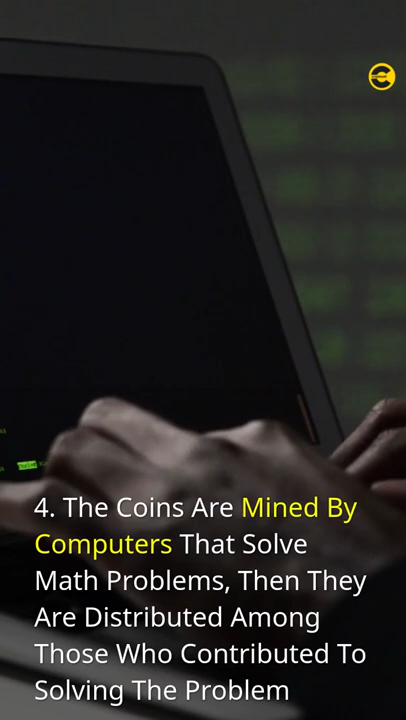 4. The Coins Are Mined By
Computers That Solve
Math Problems, Then They
Are Distributed Among
Those Who Contributed To
Solving The Problem